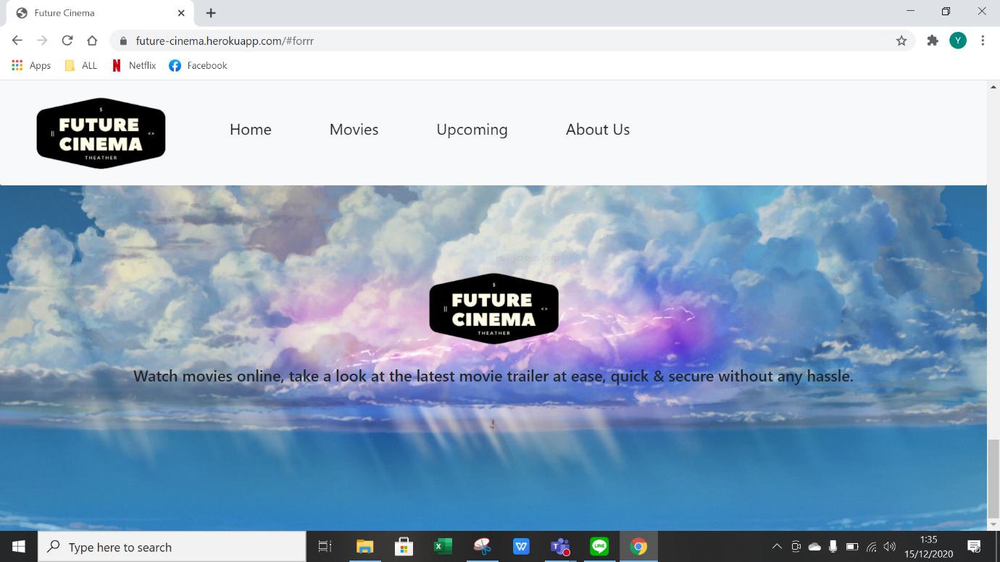 Future Cinema
future-cinema.herokuapp.com/#forrr
Y
Apps ALL Netflix Facebook
$
FUTURE
|| <>
CINEMA
THEATHER
Home Movies Upcoming About Us
Full-screen Snip
$
FUTURE
|| <>
CINEMA
THEATHER
Watch movies online, take a look at the latest movie trailer at ease, quick & secure without any hassle.
Type here to search
LINE
1:35
15/12/2020